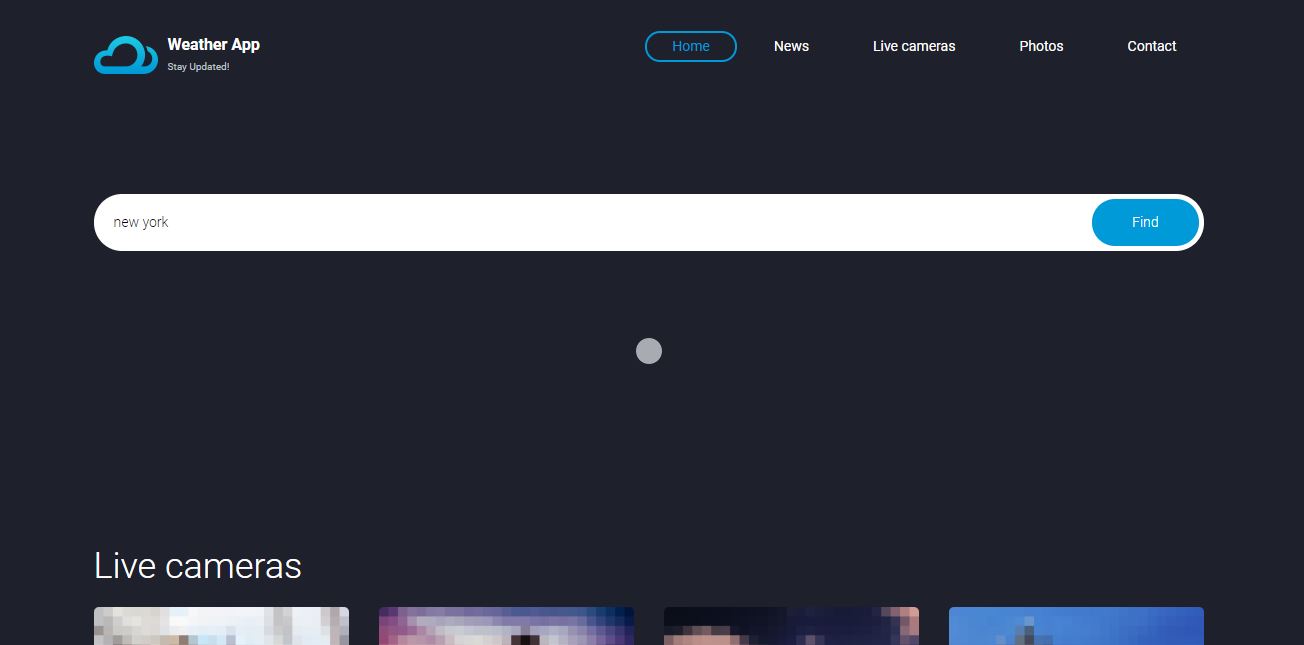 Weather App
Stay Updated!
Home
News
Live cameras
Photos
Contact
new york
Find
Live cameras